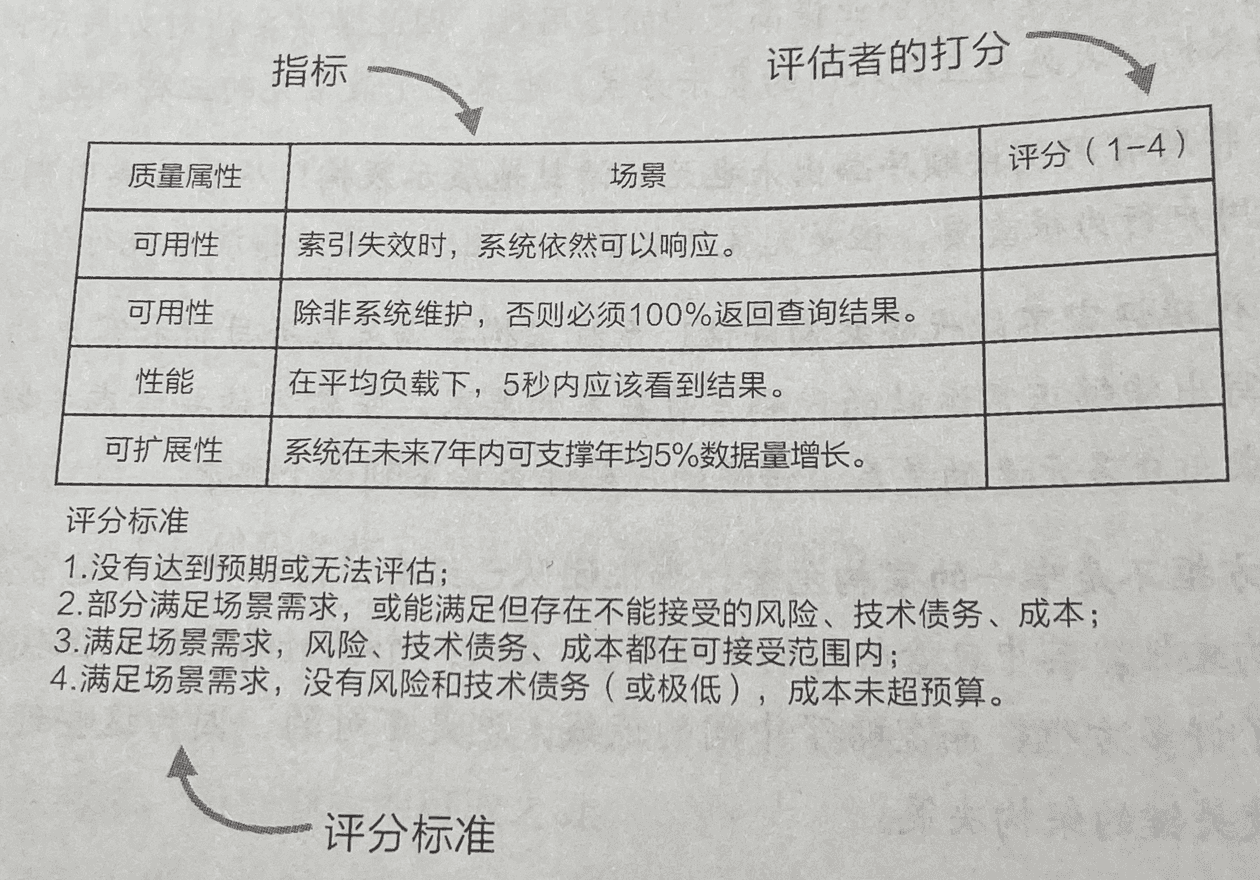 指标
评估者的打分
质量属性 场景 评分（1-4）
可用性 索引失效时，系统依然可以响应。
可用性 除非系统维护，否则必须100%返回查询结果。
性能 在平均负载下，5秒内应该看到结果。
可扩展性 系统在未来7年内可支撑年均5%数据量增长。
评分标准
1.没有达到预期或无法评估；
2.部分满足场景需求，或能满足但存在不能接受的风险、技术债务、成本；
3.满足场景需求，风险、技术债务、成本都在可接受范围内；
4.满足场景需求，没有风险和技术债务（或极低），成本未超预算。
评分标准